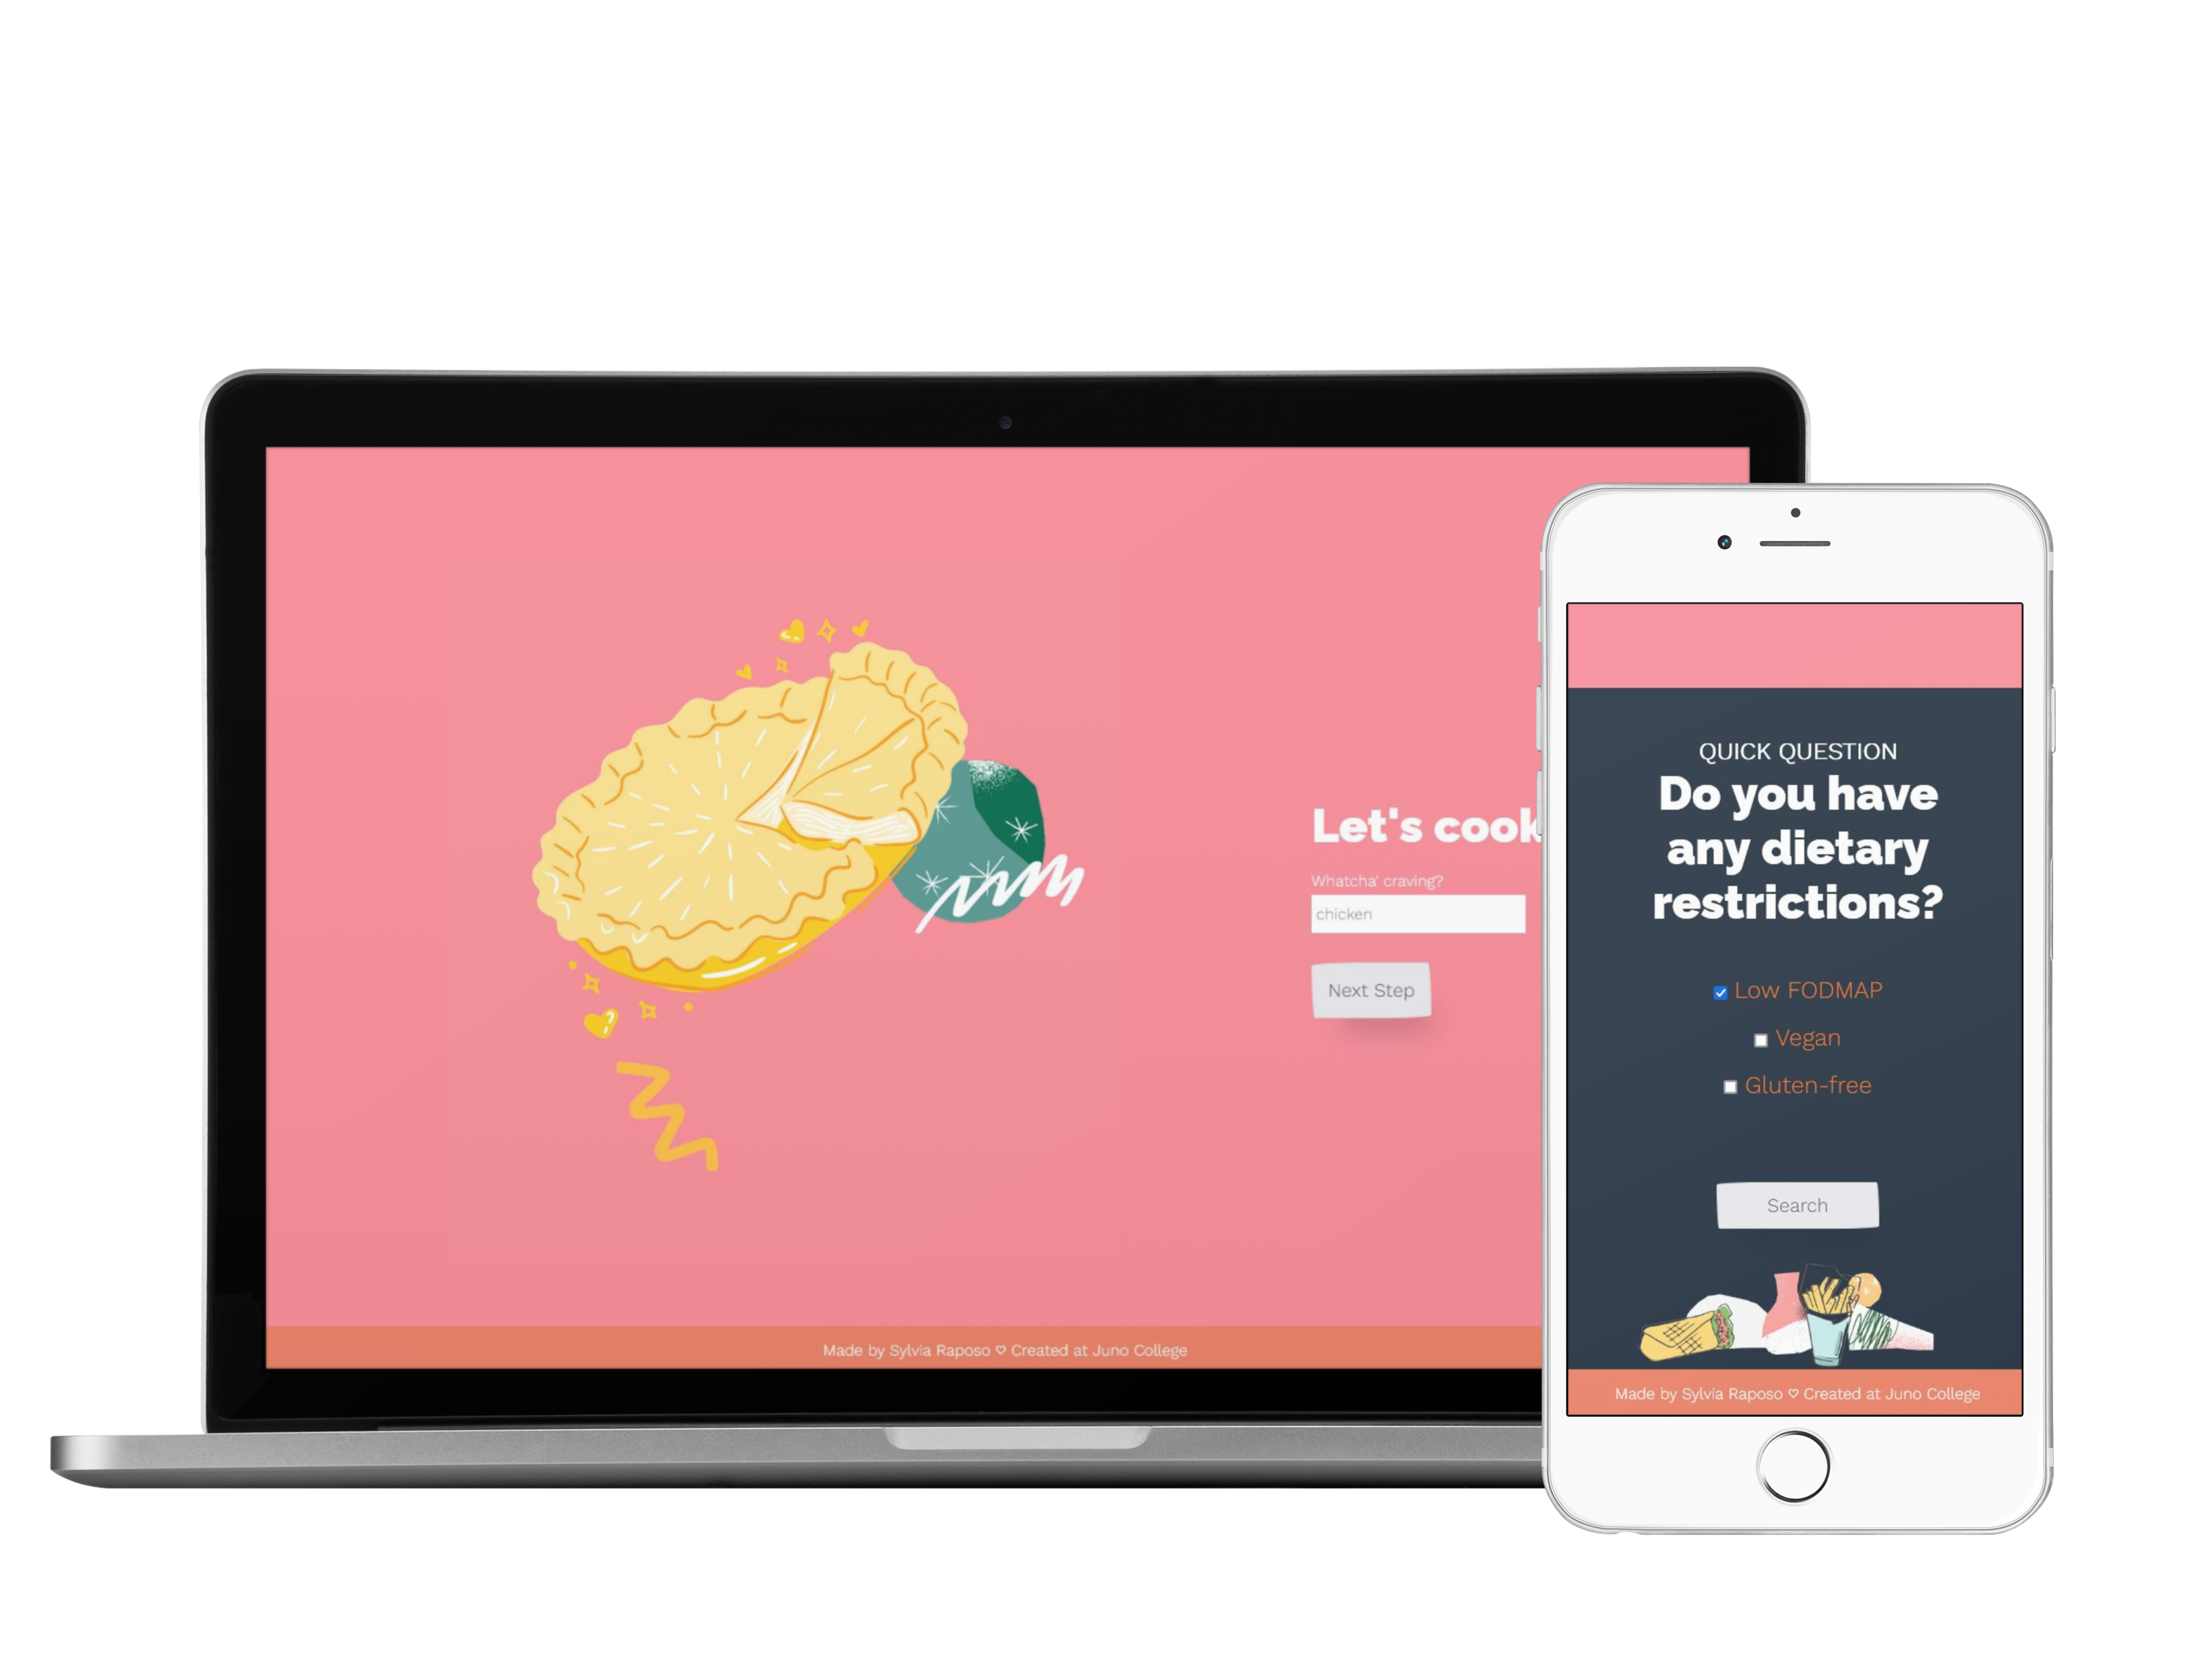 Let's cook
Whatcha' craving?
chicken
Next Step
Made by Sylvia Raposo ♡ Created at Juno College
QUICK QUESTION
Do you have
any dietary
restrictions?
Low FODMAP
Vegan
Gluten-free
Search
Made by Sylvia Raposo ♡ Created at Juno College